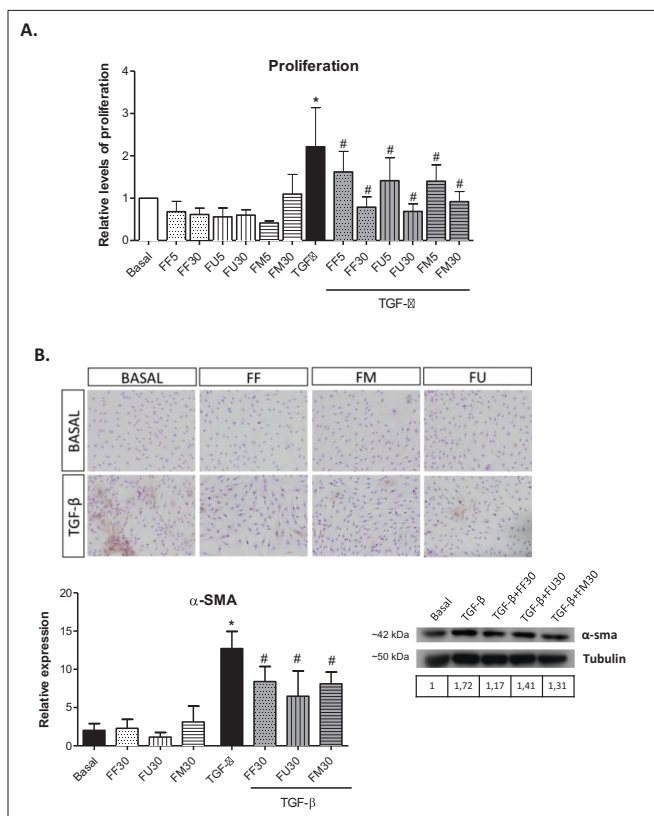 A.
Proliferation
Relative levels of proliferation
4
3
2
1
0
*
# # # # # #
Basal FF5 FF30 FU5 FU30 FM5 FM30 TGF⍰ FF5 FF30 FU5 FU30 FM5 FM30
TGF-⍰
B.
BASAL FF FM FU
BASAL
TGF-β
α-SMA
Relative expression
20
15
10
5
0
*
# # #
Basal FF30 FU30 FM30 TGF-⍰ FF30 FU30 FM30
TGF-β
Basal TGF-β TGF-β+FF30 TGF-β+FU30 TGF-β+FM30
~42 kDa α-sma
~50 kDa Tubulin
1 1,72 1,17 1,41 1,31